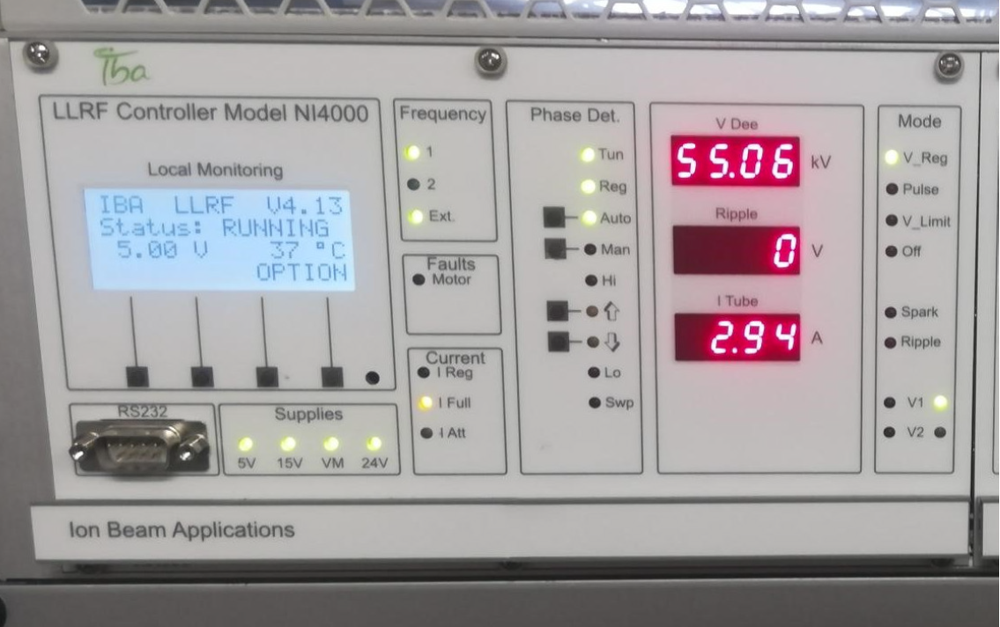 iba
LLRF Controller Model NI4000
Local Monitoring
IBA LLRF V4.13
Status: RUNNING
5.00 V 37 °C
OPTION
RS232
Supplies
5V 15V VM 24V
Frequency
1
2
Ext.
Faults
Motor
Current
I Reg
I Full
I Att
Phase Det.
Tun
Reg
Auto
Man
Hi
Lo
Swp
V Dee
55.06 kV
Ripple
0 V
I Tube
2.94 A
Mode
V_Reg
Pulse
V_Limit
Off
Spark
Ripple
V1
V2
Ion Beam Applications